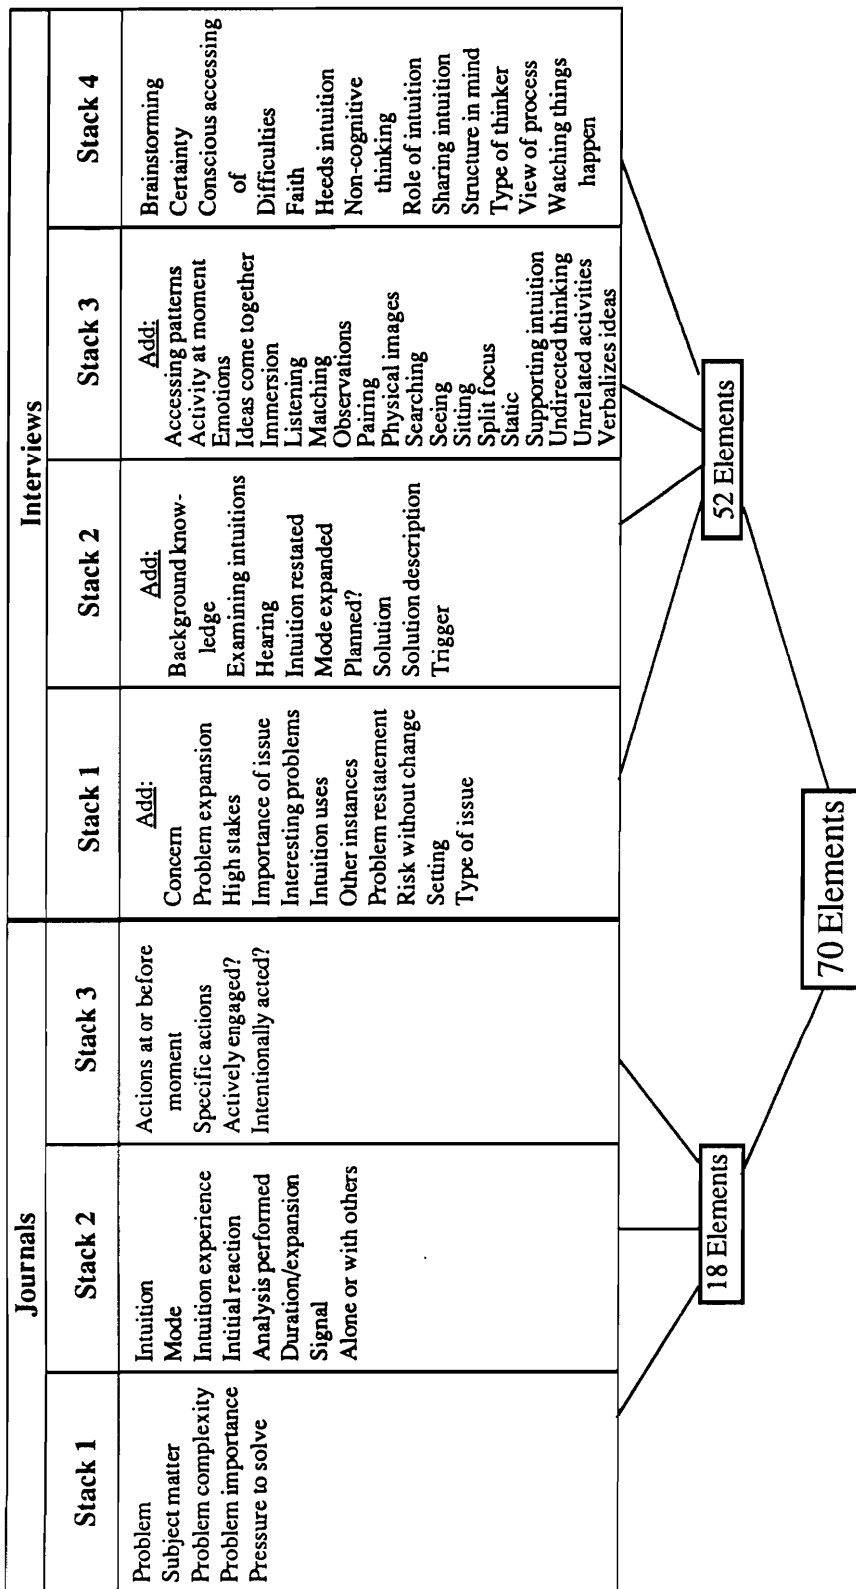 Journals
Interviews
Stack 1
Stack 2
Stack 3
Stack 1
Stack 2
Stack 3
Stack 4
Problem
Subject matter
Problem complexity
Problem importance
Pressure to solve
Intuition
Mode
Intuition experience
Intitial reaction
Analysis performed
Duration/expansion
Signal
Alone or with others
Actions at or before
moment
Specific actions
Actively engaged?
Intentionally acted?
Add:
Concern
Problem expansion
High stakes
Importance of issue
Interesting problems
Intuition uses
Other instances
Problem restatement
Risk without change
Setting
Type of issue
Add:
Background know-
ledge
Examining intuitions
Hearing
Intuition restated
Mode expanded
Planned?
Solution
Solution description
Trigger
Add:
Accessing patterns
Activity at moment
Emotions
Ideas come together
Immersion
Listening
Matching
Observations
Pairing
Physical images
Searching
Seeing
Sitting
Split focus
Static
Supporting intuition
Undirected thinking
Unrelated activities
Verbalizes ideas
Brainstorming
Certainty
Conscious accessing
of
Difficulties
Faith
Heeds intuition
Non-cognitive
thinking
Role of intuition
Sharing intuition
Structure in mind
Type of thinker
View of process
Watching things
happen
18 Elements
52 Elements
70 Elements